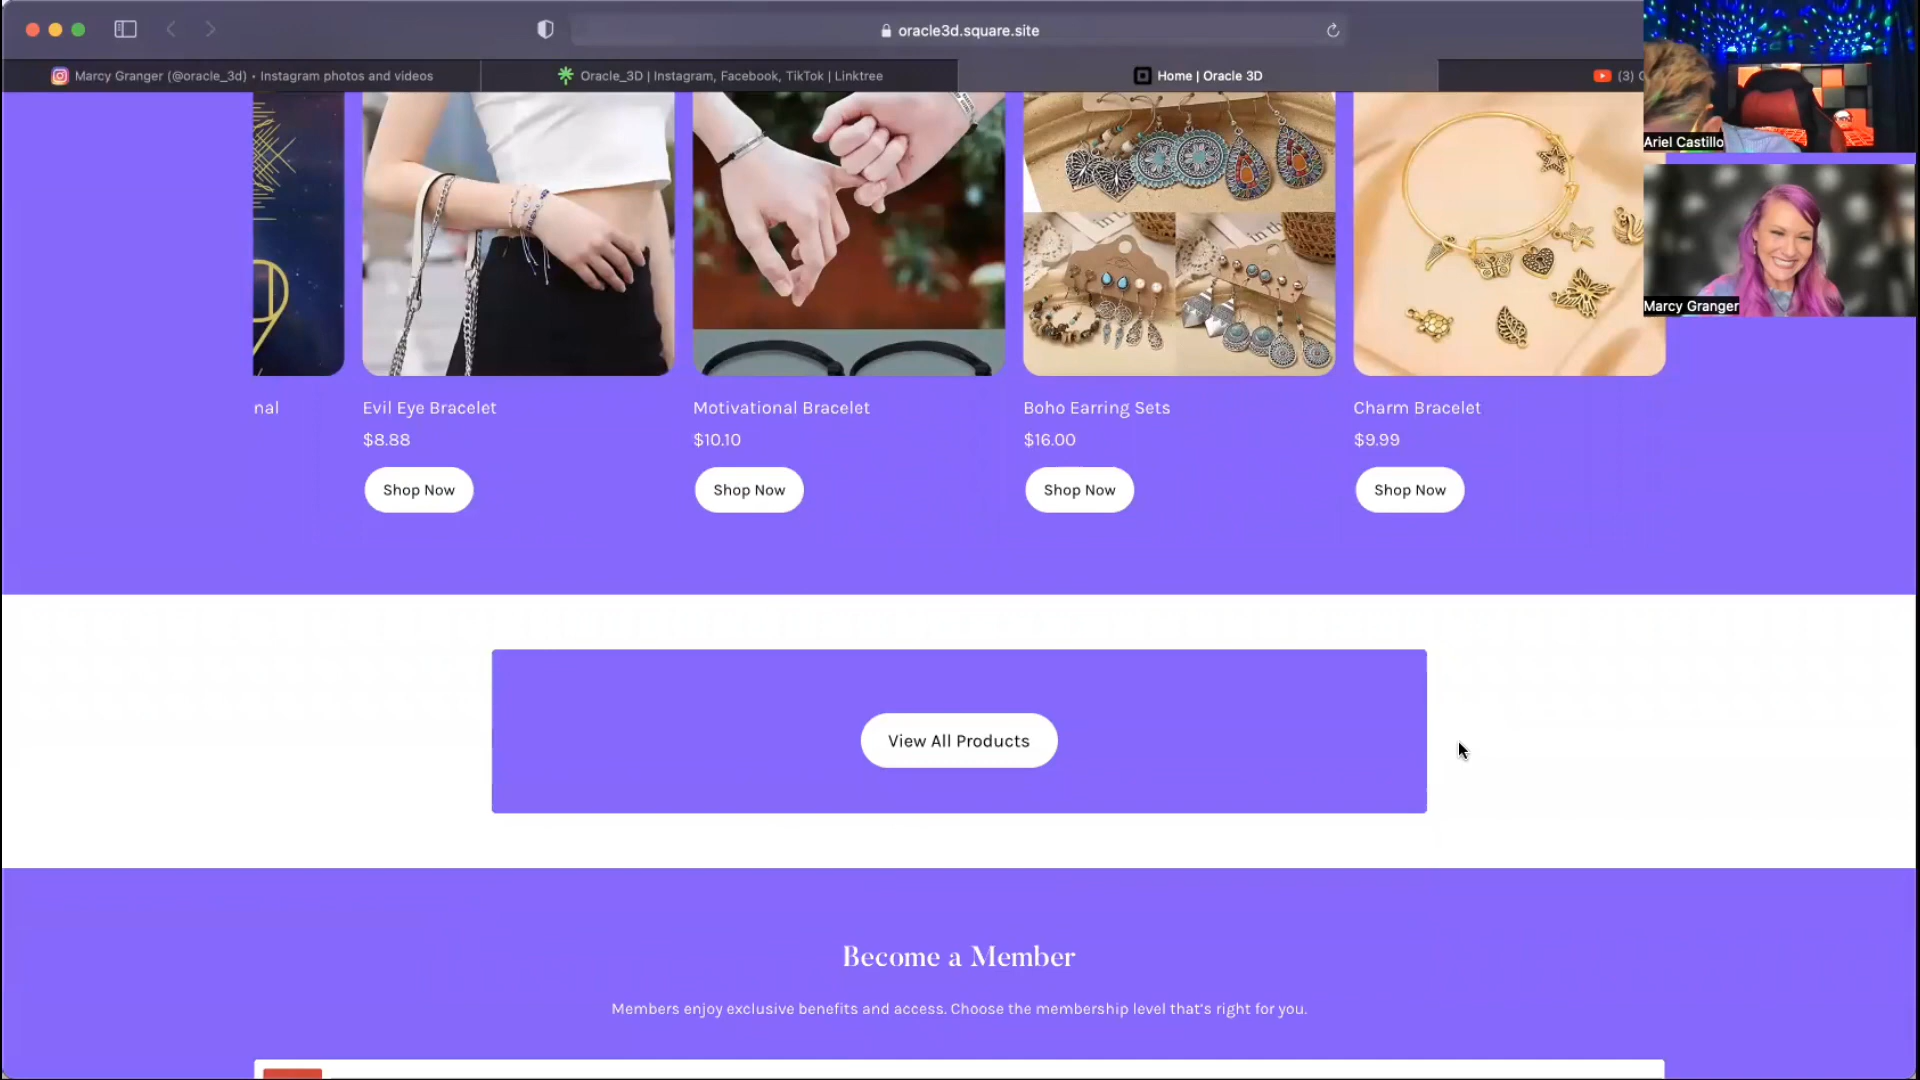 oracle3d.square.site
Marcy Granger (@oracle_3d) • Instagram photos and videos
Oracle_3D | Instagram, Facebook, TikTok | Linktree
Home | Oracle 3D
(3)
Ariel Castillo
Marcy Granger
nal
Evil Eye Bracelet
$8.88
Shop Now
Motivational Bracelet
$10.10
Shop Now
Boho Earring Sets
$16.00
Shop Now
Charm Bracelet
$9.99
Shop Now
View All Products
Become a Member
Members enjoy exclusive benefits and access. Choose the membership level that's right for you.